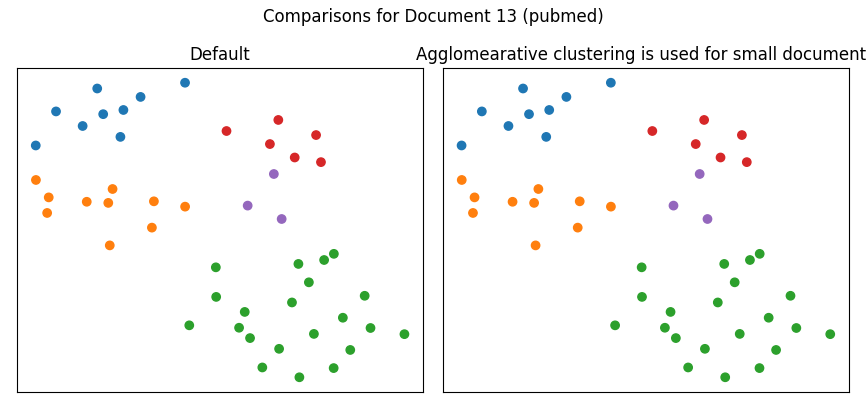 Comparisons for Document 13 (pubmed)
Default
Agglomearative clustering is used for small document